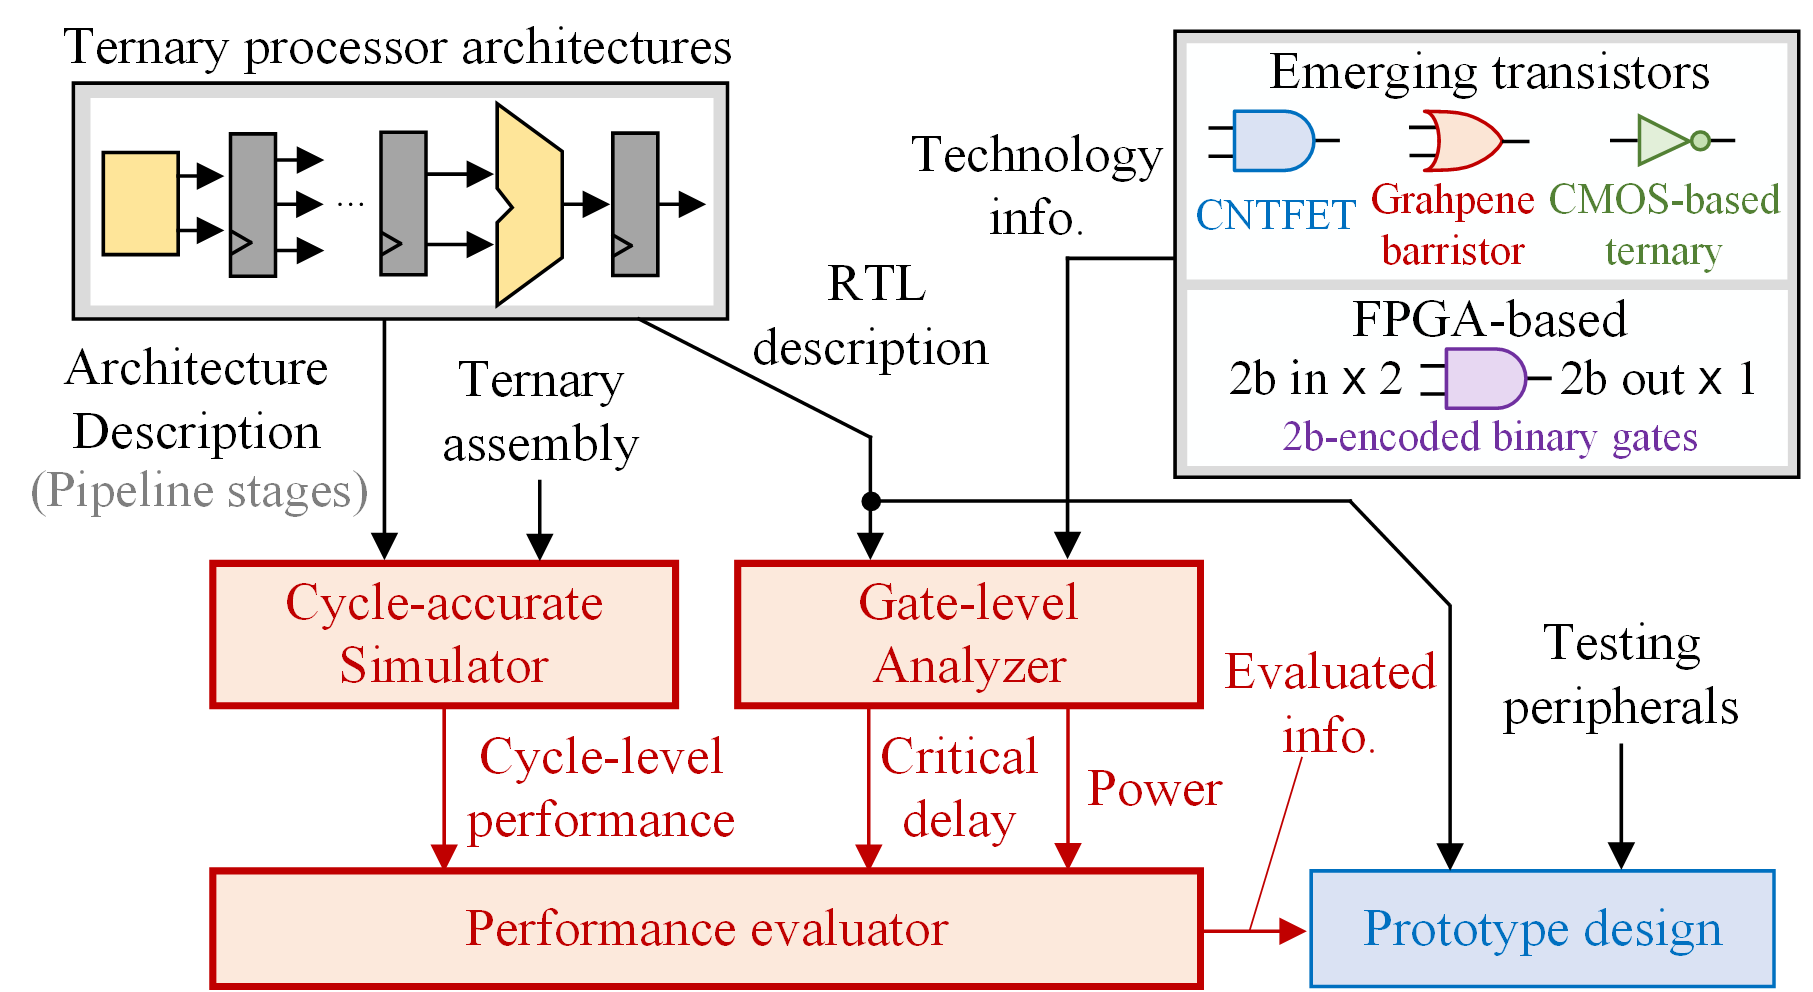 Ternary processor architectures
...
Architecture
Description
(Pipeline stages)
Ternary
assembly
RTL
description
Technology
info.
Emerging transistors
CNTFET
Grahpene
barristor
CMOS-based
ternary
FPGA-based
2b in x 2
2b out x 1
2b-encoded binary gates
Cycle-accurate
Simulator
Gate-level
Analyzer
Cycle-level
performance
Critical
delay
Power
Evaluated
info.
Testing
peripherals
Performance evaluator
Prototype design